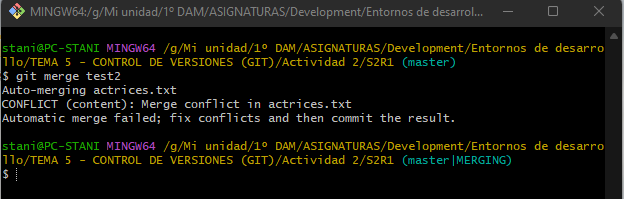 MINGW64:/g/Mi unidad/1º DAM/ASIGNATURAS/Development/Entornos de desarrol...
stani@PC-STANI MINGW64 /g/Mi unidad/1º DAM/ASIGNATURAS/Development/Entornos de desarro
llo/TEMA 5 - CONTROL DE VERSIONES (GIT)/Actividad 2/S2R1 (master)
$ git merge test2
Auto-merging actrices.txt
CONFLICT (content): Merge conflict in actrices.txt
Automatic merge failed; fix conflicts and then commit the result.
stani@PC-STANI MINGW64 /g/Mi unidad/1º DAM/ASIGNATURAS/Development/Entornos de desarro
llo/TEMA 5 - CONTROL DE VERSIONES (GIT)/Actividad 2/S2R1 (master|MERGING)
$